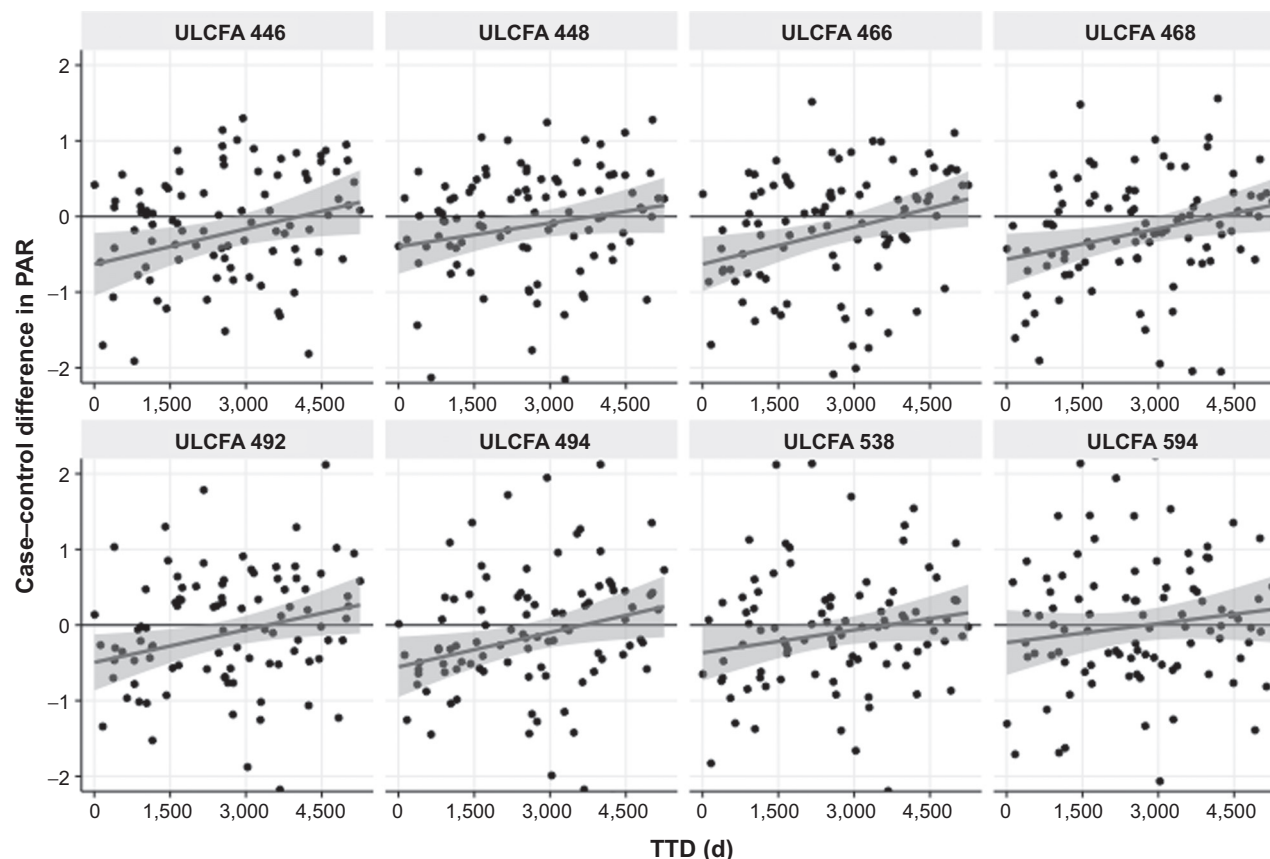 ULCFA 446 ULCFA 448 ULCFA 466 ULCFA 468
2
1
0
−1
−2
0 1,500 3,000 4,500 0 1,500 3,000 4,500 0 1,500 3,000 4,500 0 1,500 3,000 4,500
ULCFA 492 ULCFA 494 ULCFA 538 ULCFA 594
2
1
0
−1
−2
0 1,500 3,000 4,500 0 1,500 3,000 4,500 0 1,500 3,000 4,500 0 1,500 3,000 4,500
Case–control difference in PAR
TTD (d)